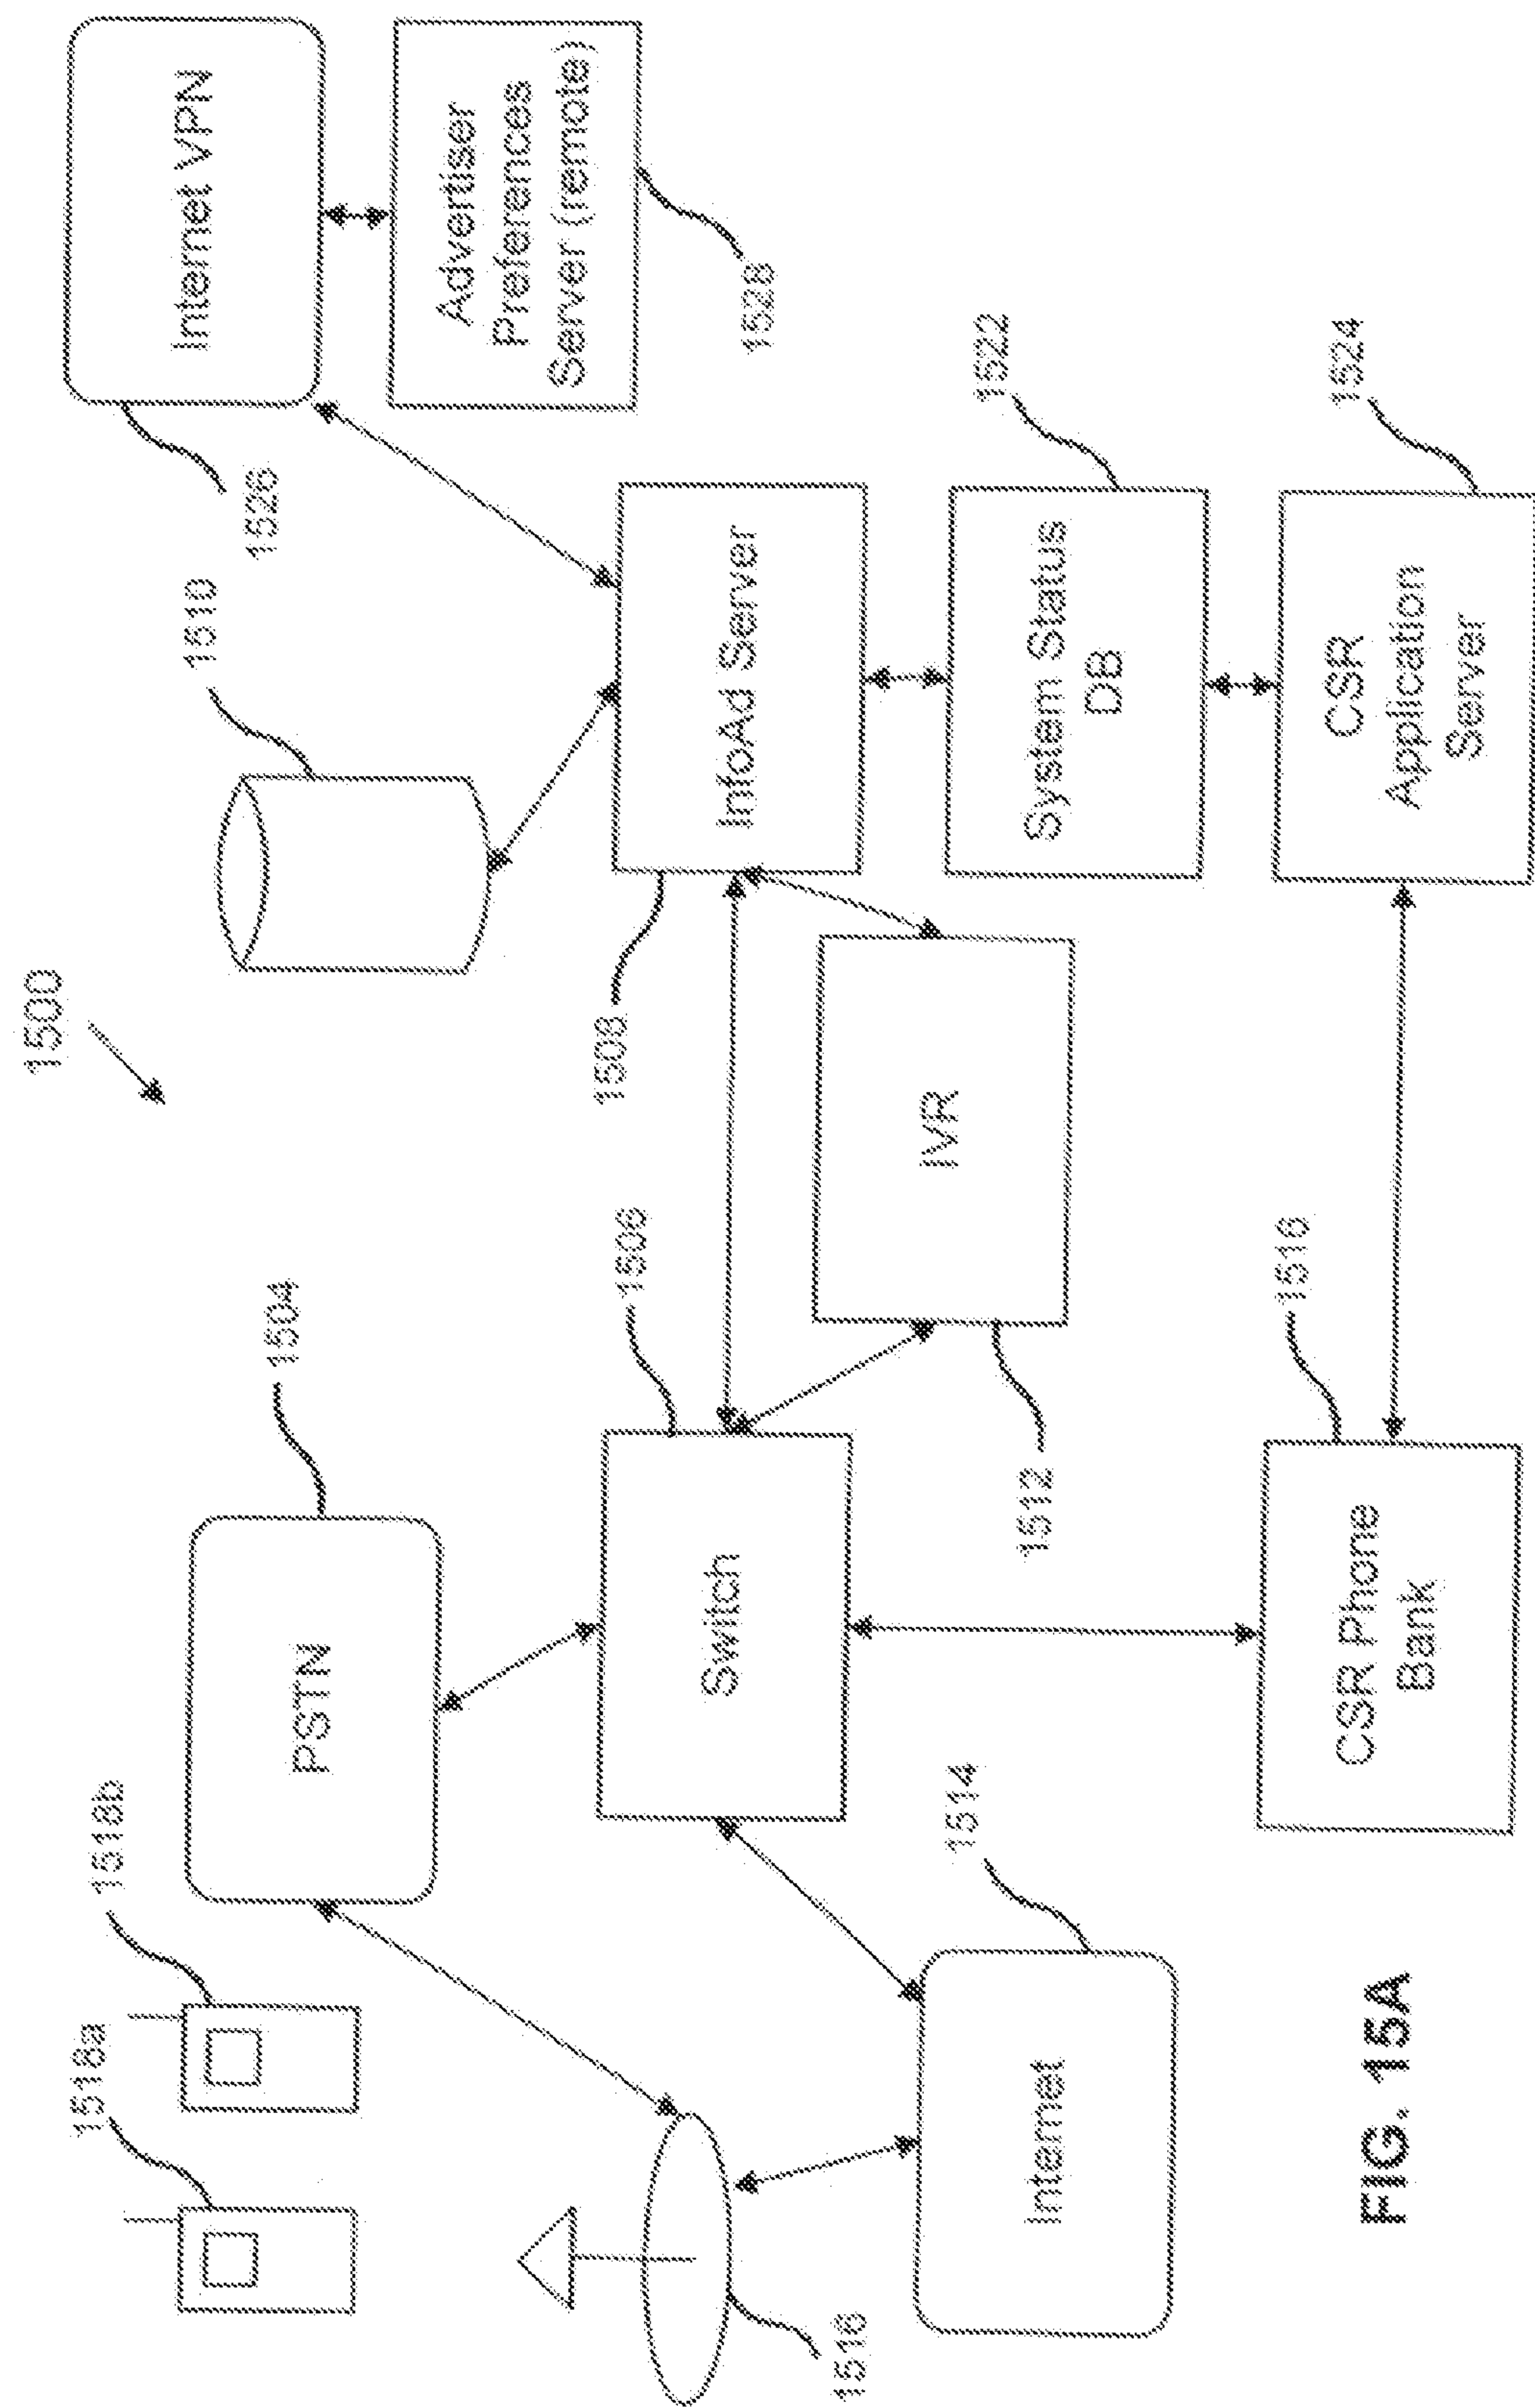 1500
1518a
1518b
PSTN
1504
1510
Internet VPN
1526
Advertiser
Preferences
Server (remote)
1528
1516
Switch
1506
1508
InfoAd Server
IVR
1512
Internet
1514
System Status
DB
1522
CSR Phone
Bank
1516
CSR
Application
Server
1524
FIG. 15A